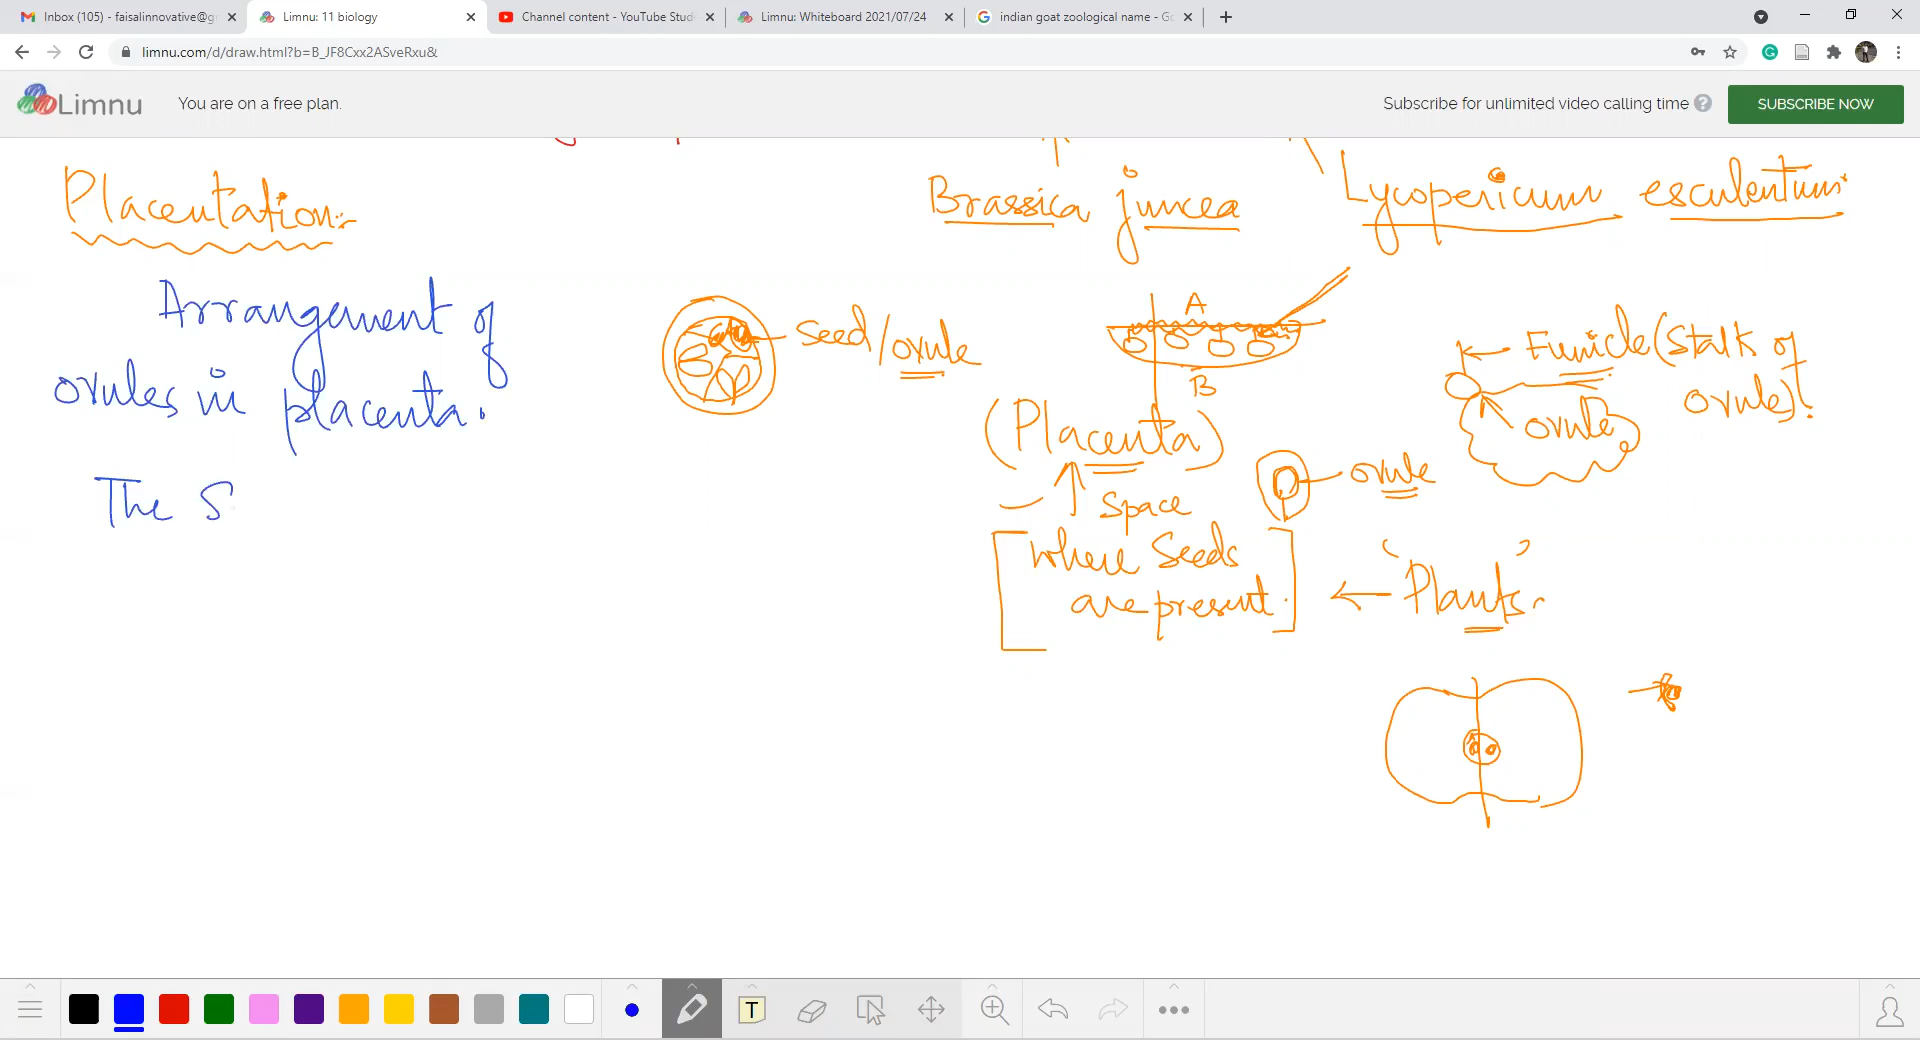 Inbox (105) - faisalinnovative@g
Limnu: 11 biology
Channel content - YouTube Stud
Limnu: Whiteboard 2021/07/24
indian goat zoological name - Go
limnu.com/d/draw.html?b=B_JF8Cxx2ASveRxu&
Limnu
You are on a free plan.
Subscribe for unlimited video calling time ?
SUBSCRIBE NOW
Placentation:-
Brassica juncea
Lycopericum esculentum
Arrangement of
ovules in placenta.
The S
Seed/ovule
A
B
Funicle (Stalk of
ovule).
ovule
(Placenta)
ovule
Space
[where Seeds
are present.]
"Plants"
T